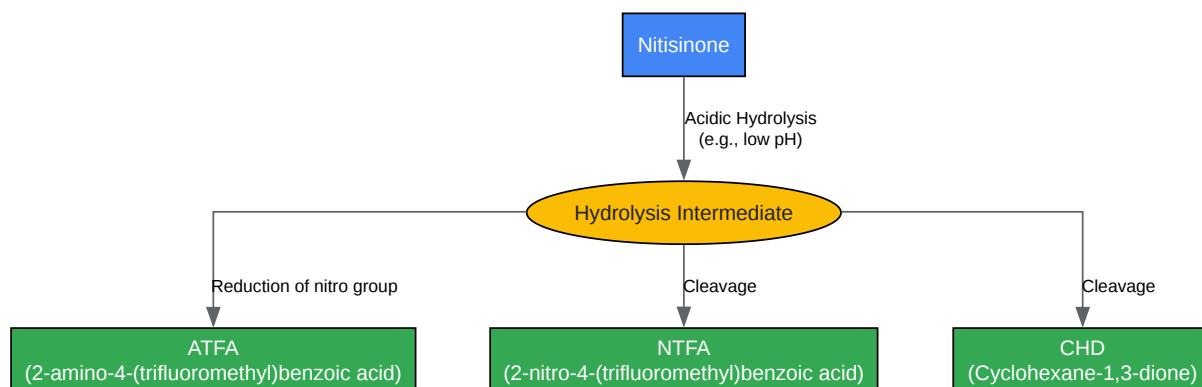 Nitisinone
Acidic Hydrolysis
(e.g., low pH)
Hydrolysis Intermediate
Reduction of nitro group
Cleavage
Cleavage
ATFA
(2-amino-4-(trifluoromethyl)benzoic acid)
NTFA
(2-nitro-4-(trifluoromethyl)benzoic acid)
CHD
(Cyclohexane-1,3-dione)